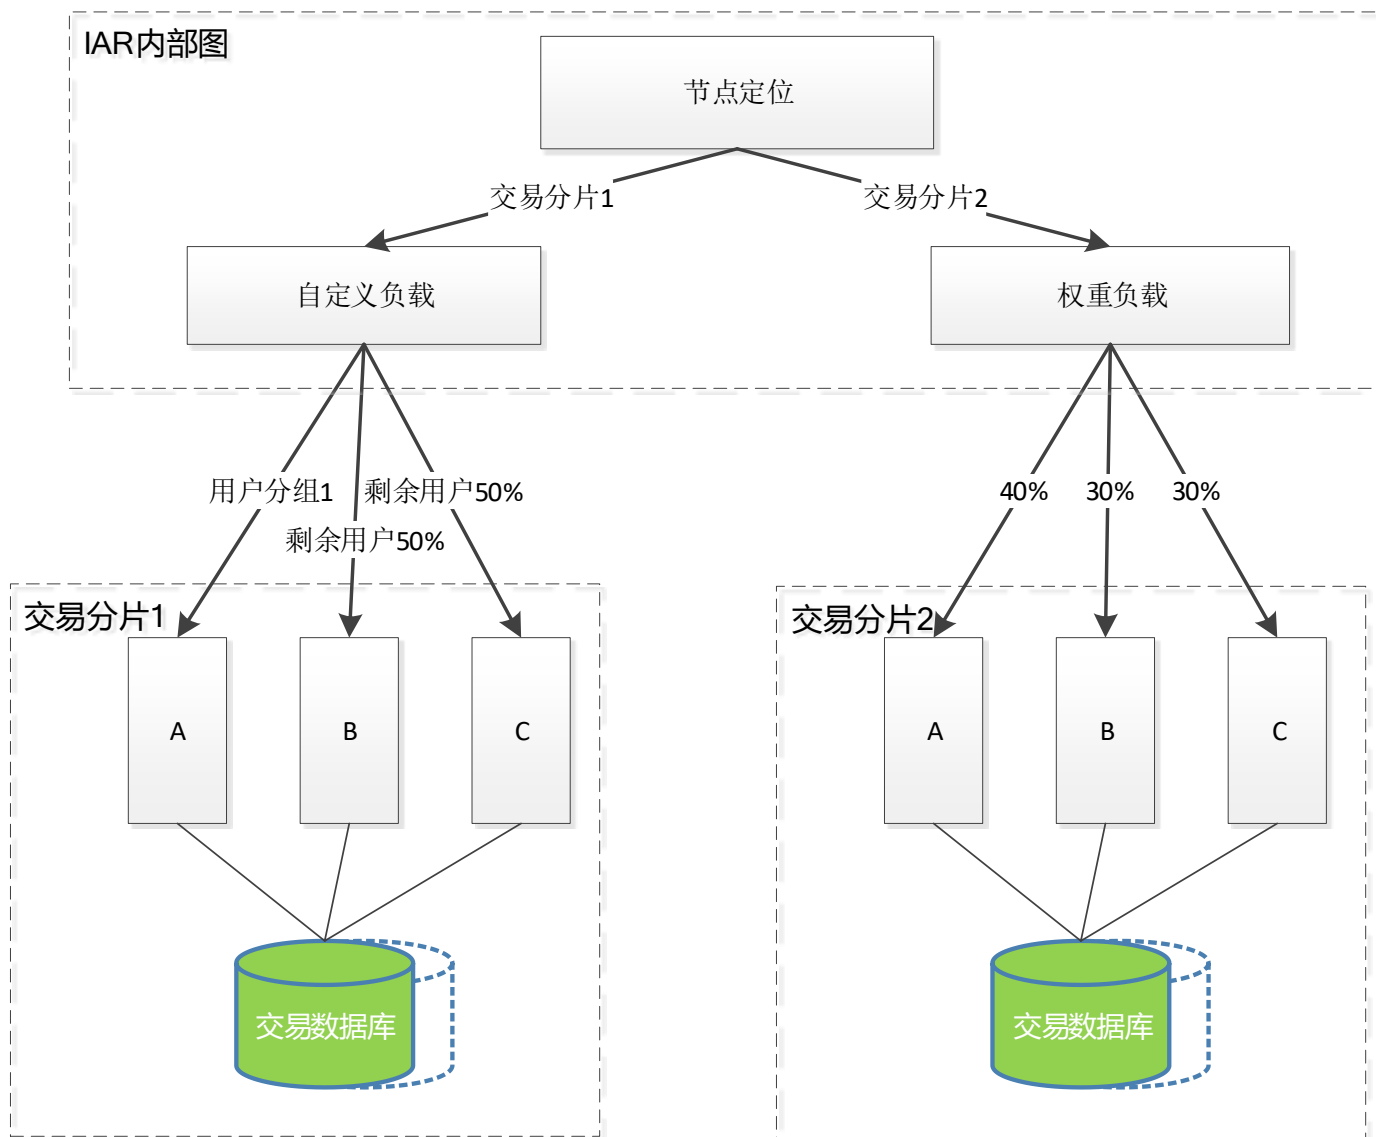 IAR内部图
节点定位
交易分片1
交易分片2
自定义负载
权重负载
用户分组1
剩余用户50%
剩余用户50%
40%
30%
30%
交易分片1
交易分片2
A
B
C
A
B
C
交易数据库
交易数据库